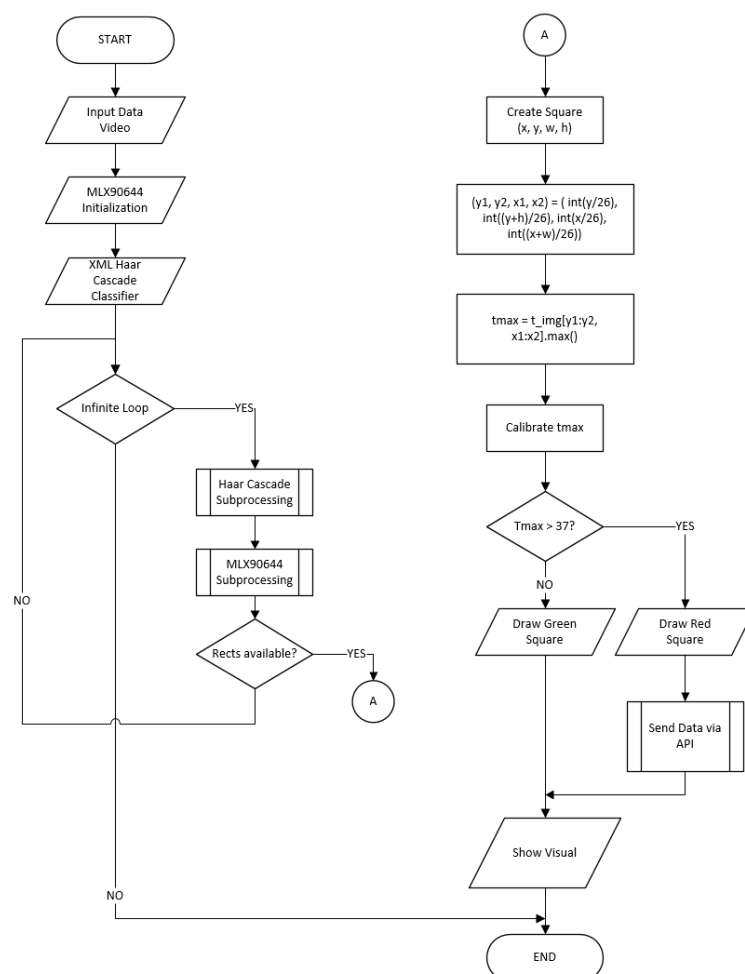 START
Input Data
Video
MLX90644
Initialization
XML Haar
Cascade
Classifier
Infinite Loop
YES
Haar Cascade
Subprocessing
MLX90644
Subprocessing
NO
Rects available?
YES
A
NO
A
Create Square
(x, y, w, h)
(y1, y2, x1, x2) = ( int(y/26),
int((y+h)/26), int(x/26),
int((x+w)/26))
tmax = t_img[y1:y2,
x1:x2].max()
Calibrate tmax
Tmax > 37?
YES
NO
Draw Green
Square
Draw Red
Square
Send Data via
API
Show Visual
END